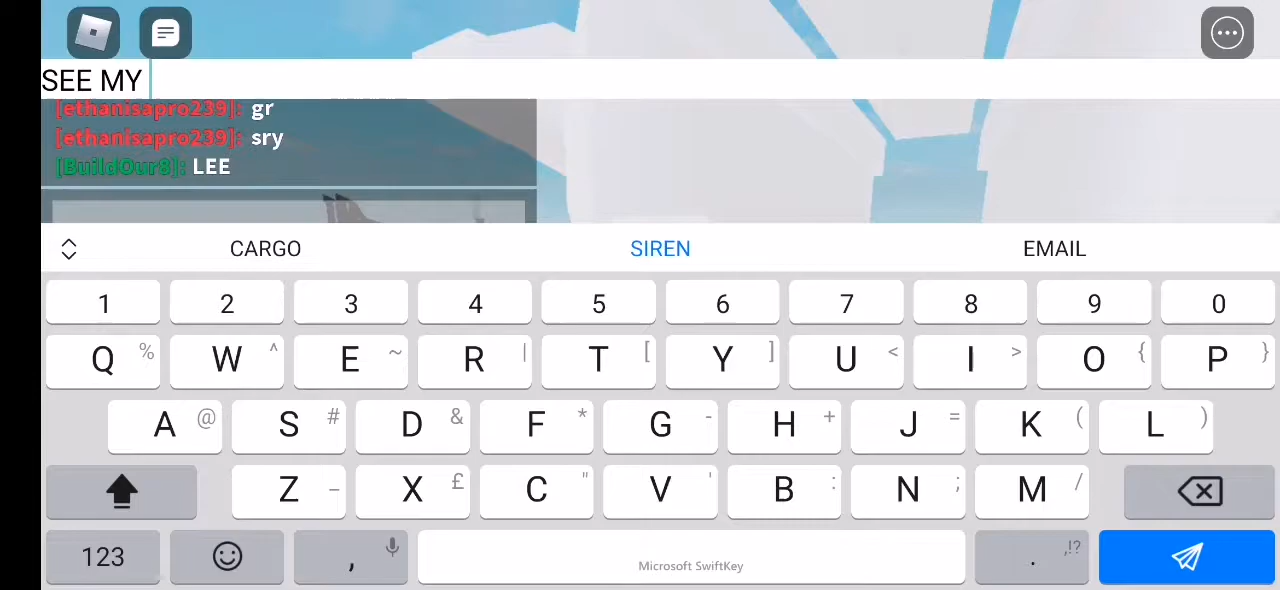 SEE MY
[ethanisapro239]: gr
[ethanisapro239]: sry
[BuildOur8]: LEE
CARGO SIREN EMAIL
1 2 3 4 5 6 7 8 9 0
Q % W ^ E ~ R | T [ Y ] U < I > O { P }
A @ S # D & F * G - H + J = K ( L )
Z _ X £ C " V ' B : N ; M /
123 , Microsoft SwiftKey . ,!?